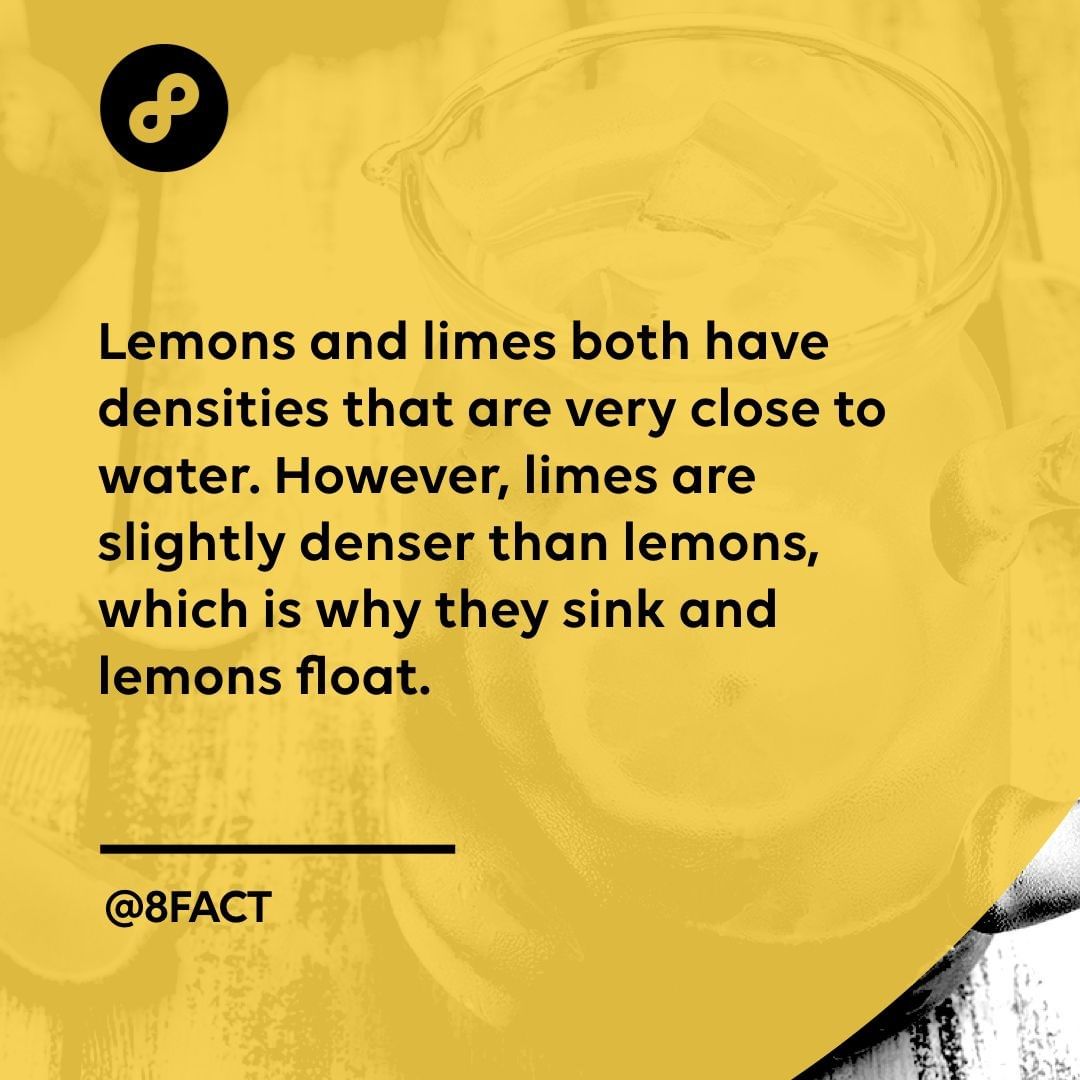 Lemons and limes both have
densities that are very close to
water. However, limes are
slightly denser than lemons,
which is why they sink and
lemons float.
@8FACT